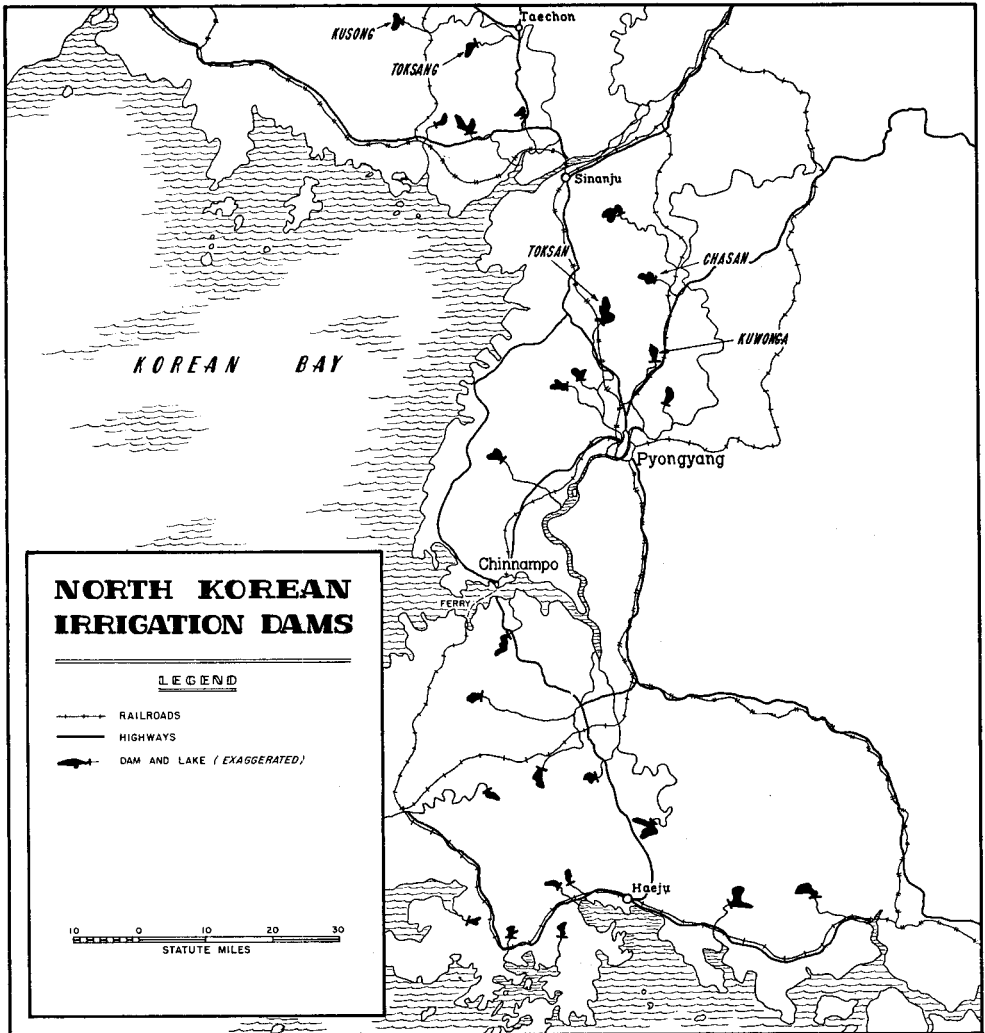 Taechon
KUSONG
TOKSANG
Sinanju
TOKSAN
CHASAN
KUWONGA
KOREAN BAY
Pyongyang
Chinnampo
FERRY
NORTH KOREAN
IRRIGATION DAMS
LEGEND
RAILROADS
HIGHWAYS
DAM AND LAKE (EXAGGERATED)
Haeju
10 0 10 20 30
STATUTE MILES